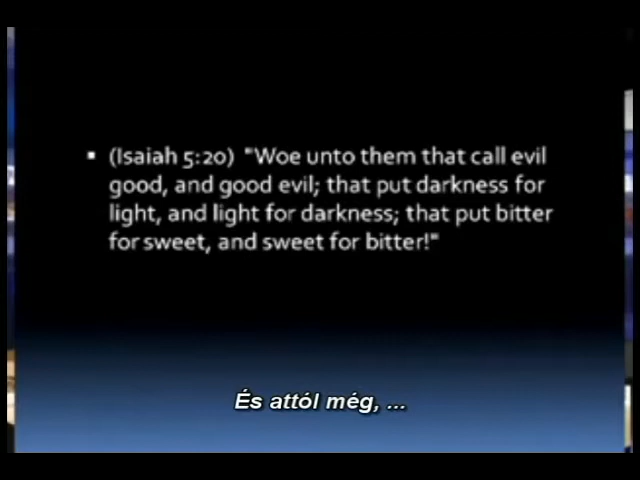 ▪ (Isaiah 5:20) "Woe unto them that call evil
good, and good evil; that put darkness for
light, and light for darkness; that put bitter
for sweet, and sweet for bitter!"
És attól még, ...